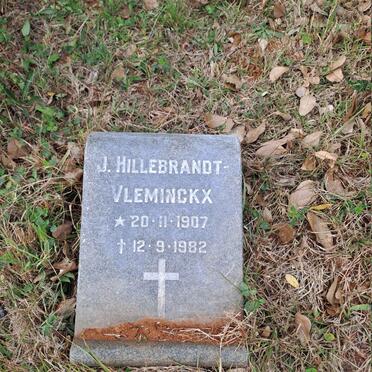 J. HILLEBRANDT-
VLEMINCKX
★ 20·11·1907
† 12·9·1982